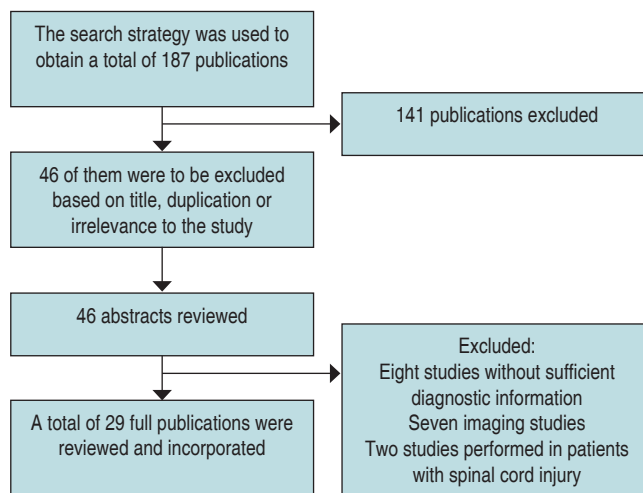 The search strategy was used to
obtain a total of 187 publications
141 publications excluded
46 of them were to be excluded
based on title, duplication or
irrelevance to the study
46 abstracts reviewed
Excluded:
Eight studies without sufficient
diagnostic information
Seven imaging studies
Two studies performed in patients
with spinal cord injury
A total of 29 full publications were
reviewed and incorporated